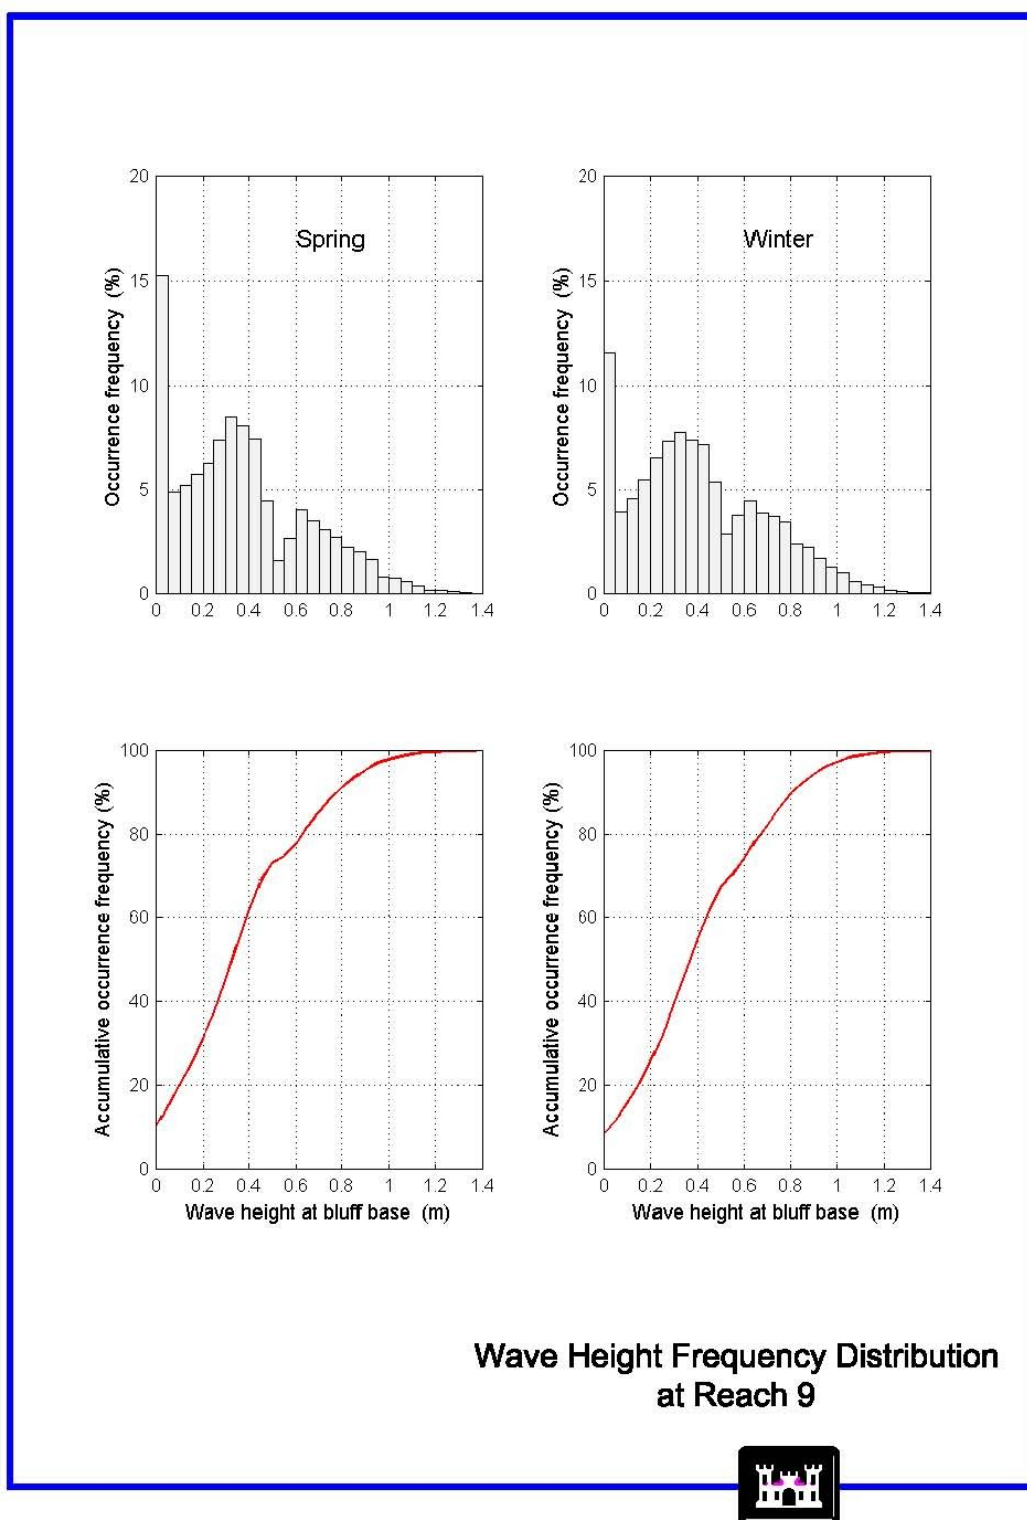 20
15
10
5
0
Occurrence frequency (%)
Spring
0 0.2 0.4 0.6 0.8 1 1.2 1.4
20
15
10
5
0
Occurrence frequency (%)
Winter
0 0.2 0.4 0.6 0.8 1 1.2 1.4
100
80
60
40
20
0
Accumulative occurrence frequency (%)
0 0.2 0.4 0.6 0.8 1 1.2 1.4
Wave height at bluff base (m)
100
80
60
40
20
0
Accumulative occurrence frequency (%)
0 0.2 0.4 0.6 0.8 1 1.2 1.4
Wave height at bluff base (m)
Wave Height Frequency Distribution
at Reach 9